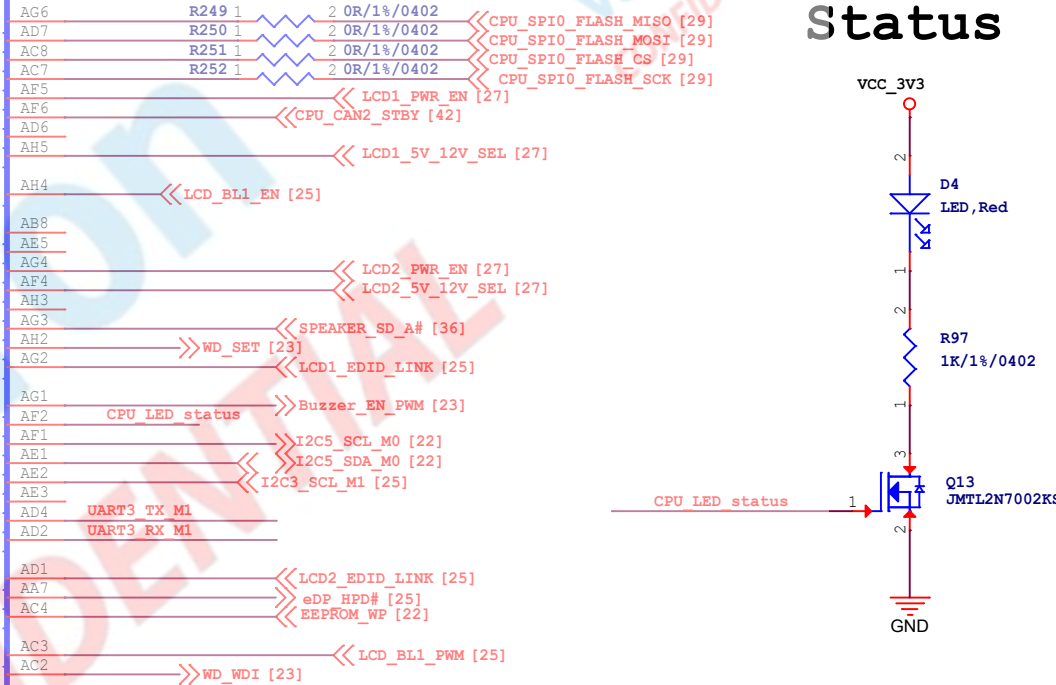 Status
AG6 R249 1 2 0R/1%/0402 CPU_SPI0_FLASH_MISO [29]
AD7 R250 1 2 0R/1%/0402 CPU_SPI0_FLASH_MOSI [29]
AC8 R251 1 2 0R/1%/0402 CPU_SPI0_FLASH_CS [29]
AC7 R252 1 2 0R/1%/0402 CPU_SPI0_FLASH_SCK [29]
AF5 LCD1_PWR_EN [27]
AF6 CPU_CAN2_STBY [42]
AD6
AH5 LCD1_5V_12V_SEL [27]
AH4 LCD_BL1_EN [25]
AB8
AE5
AG4 LCD2_PWR_EN [27]
AF4 LCD2_5V_12V_SEL [27]
AH3
AG3 SPEAKER_SD_A# [36]
AH2 WD_SET [23]
AG2 LCD1_EDID_LINK [25]
AG1 Buzzer_EN_PWM [23]
AF2 CPU_LED_status
AF1 I2C5_SCL_M0 [22]
AE1 I2C5_SDA_M0 [22]
AE2 I2C3_SCL_M1 [25]
AE3
AD4 UART3_TX_M1
AD2 UART3_RX_M1
AD1 LCD2_EDID_LINK [25]
AA7 eDP_HPD# [25]
AC4 EEPROM_WP [22]
AC3 LCD_BL1_PWM [25]
AC2 WD_WDI [23]
VCC_3V3
2
D4
LED,Red
1
2
R97
1K/1%/0402
1
3
Q13
JMTL2N7002KS
CPU_LED_status 1
2
GND
DENTIAL